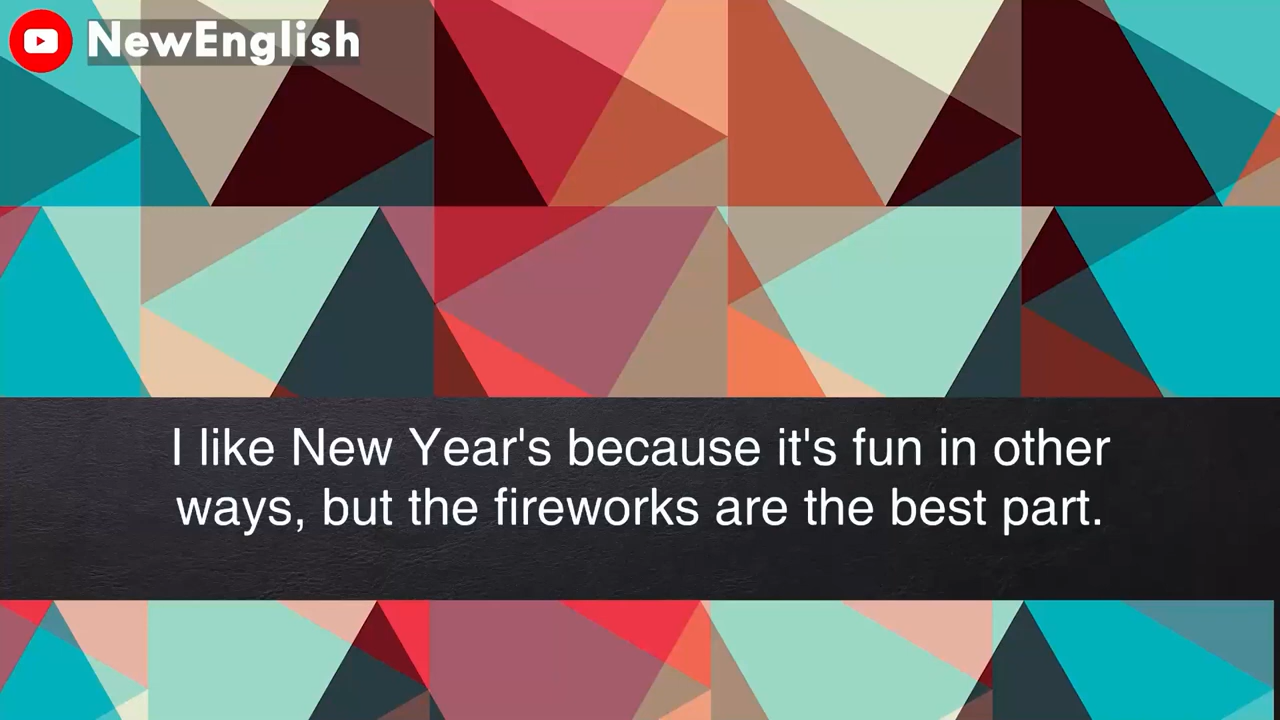 NewEnglish
I like New Year's because it's fun in other
ways, but the fireworks are the best part.